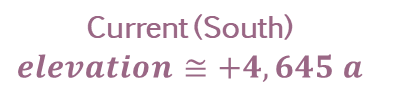 Current (South)
elevation ≅ +4,645 a